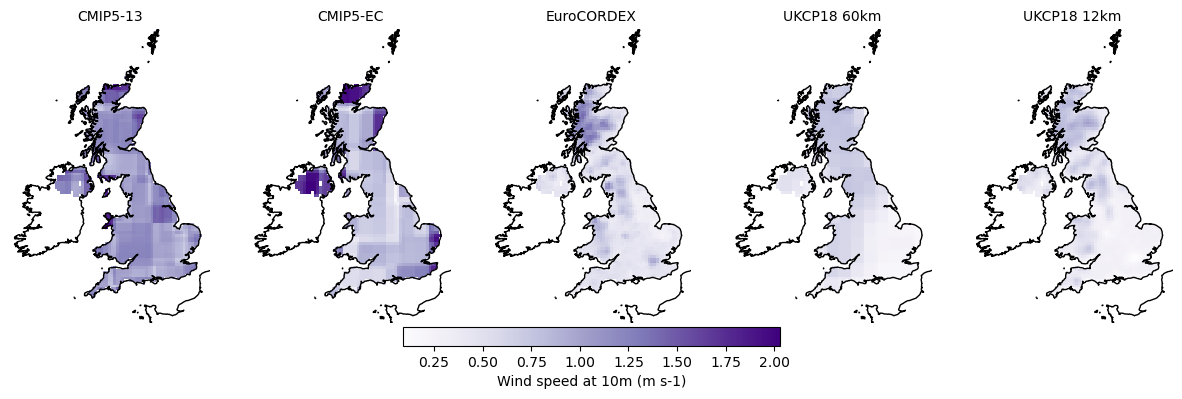 CMIP5-13
CMIP5-EC
EuroCORDEX
UKCP18 60km
UKCP18 12km
0.25 0.50 0.75 1.00 1.25 1.50 1.75 2.00
Wind speed at 10m (m s-1)